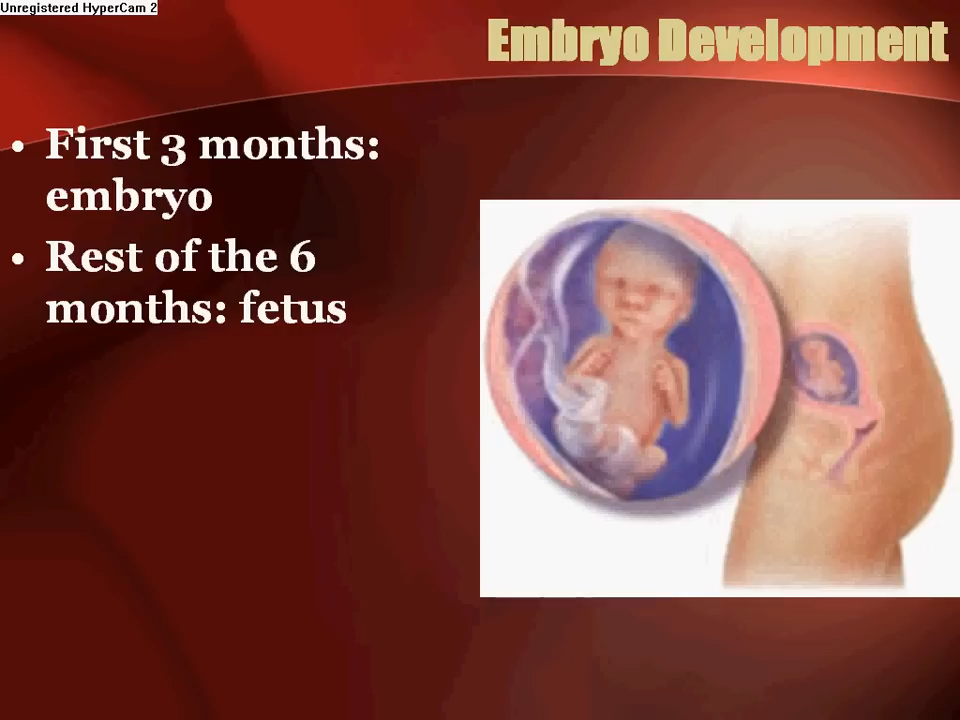 Unregistered HyperCam 2
Embryo Development
• First 3 months:
embryo
• Rest of the 6
months: fetus